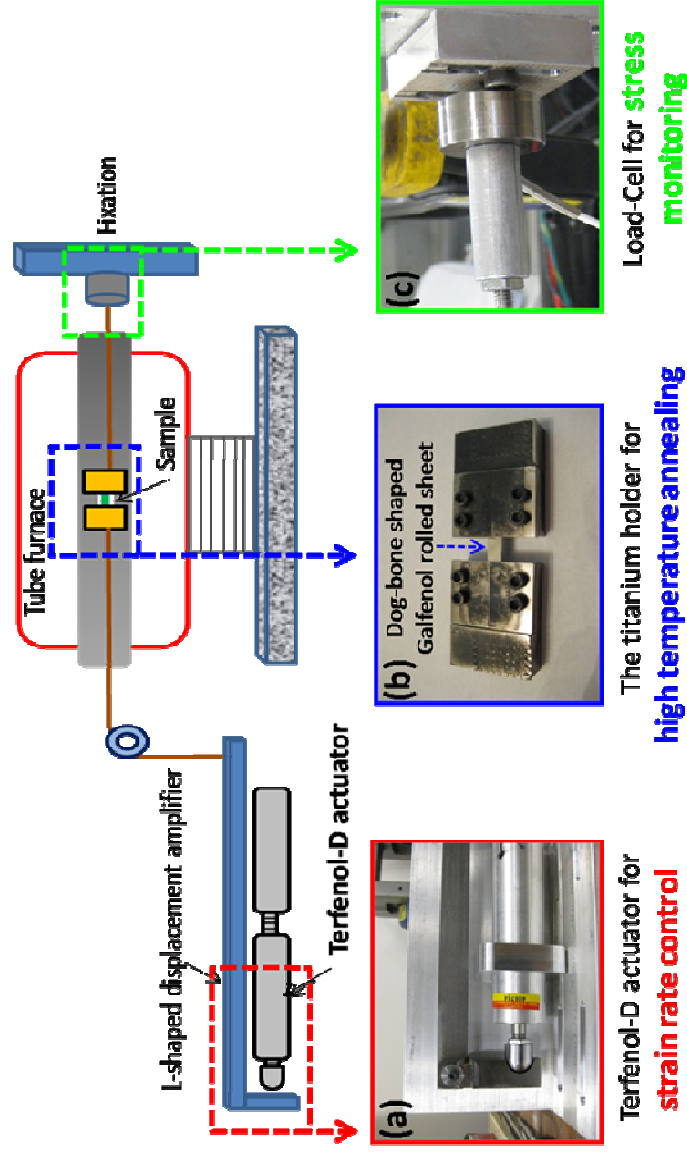 L-shaped displacement amplifier
Terfenol-D actuator
Tube furnace
Sample
Fixation
(a)
Terfenol-D actuator for
strain rate control
(b)
Dog-bone shaped
Galfenol rolled sheet
The titanium holder for
high temperature annealing
(c)
Load-Cell for stress
monitoring